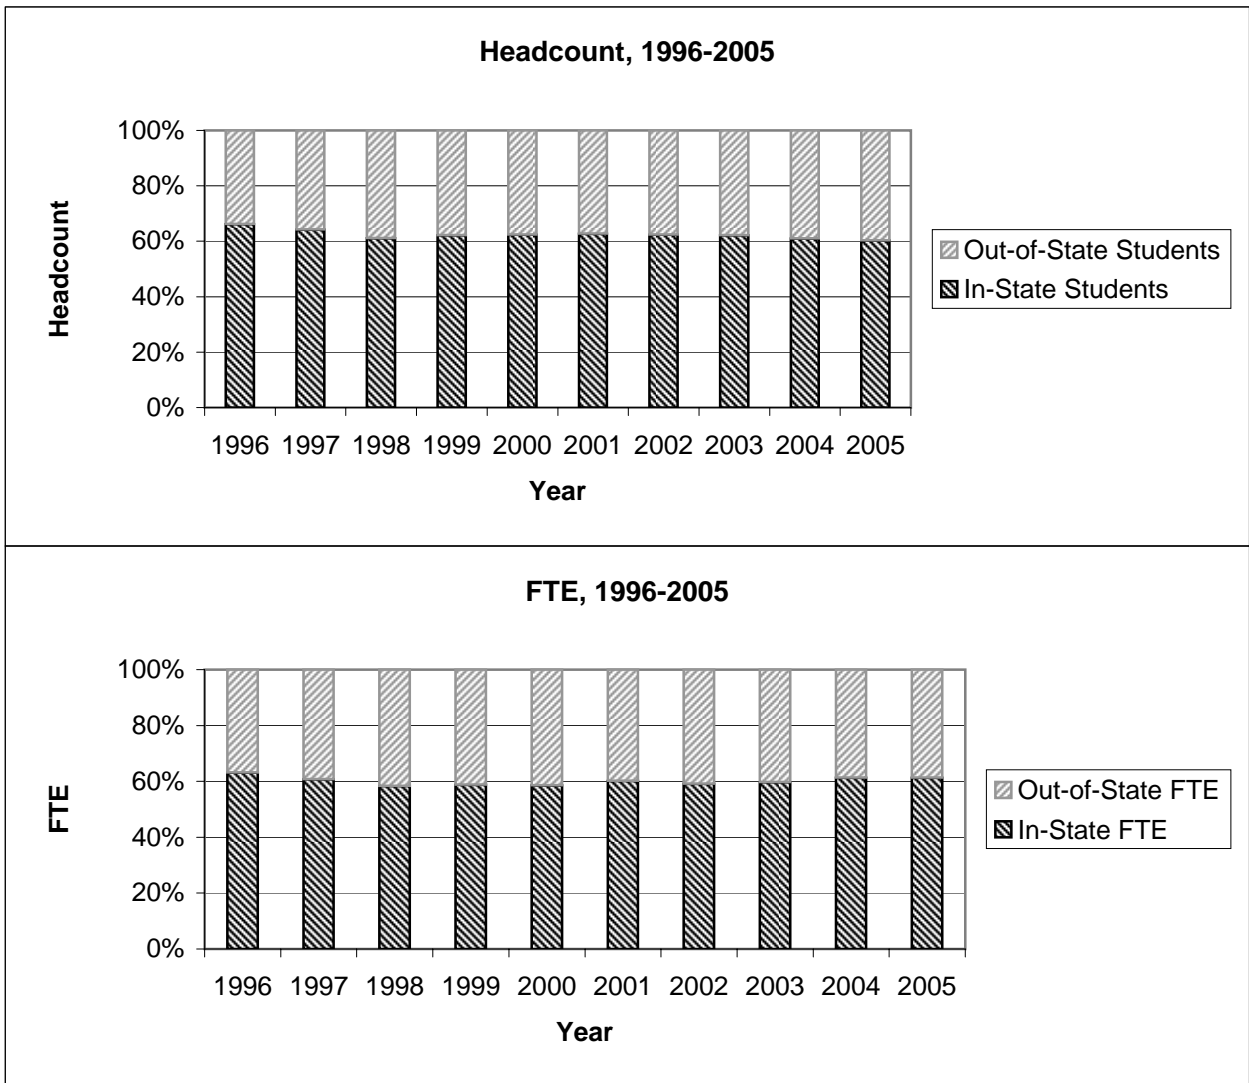 Headcount, 1996-2005
100%
80%
60%
40%
20%
0%
Headcount
1996 1997 1998 1999 2000 2001 2002 2003 2004 2005
Year
Out-of-State Students
In-State Students
FTE, 1996-2005
100%
80%
60%
40%
20%
0%
FTE
1996 1997 1998 1999 2000 2001 2002 2003 2004 2005
Year
Out-of-State FTE
In-State FTE